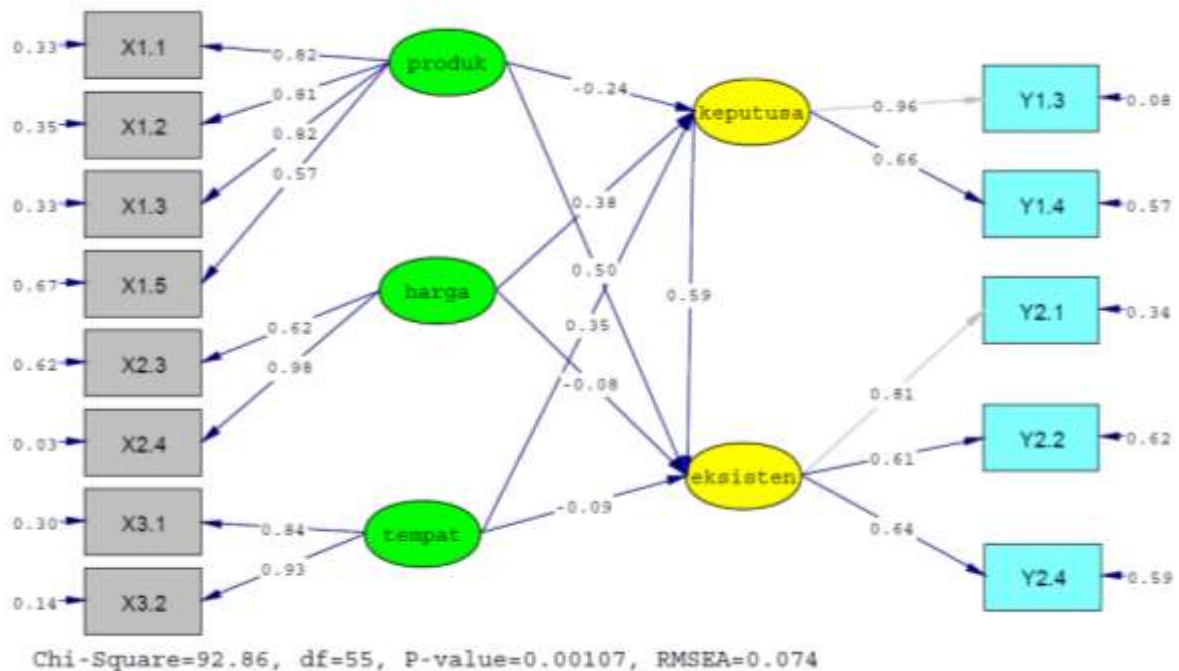 0.33 X1.1 0.82 produk
-0.24 keputusa 0.96 Y1.3 0.08
0.35 X1.2 0.81
0.82
0.66
0.33 X1.3 0.57 Y1.4 0.57
0.38
0.67 X1.5 harga 0.50 0.59 Y2.1 0.34
0.62 0.35
0.62 X2.3 0.98
-0.08 0.81
0.03 X2.4 Y2.2 0.62
eksisten 0.61
0.30 X3.1 0.84 tempat -0.09
0.64
0.93
0.14 X3.2 Y2.4 0.59
Chi-Square=92.86, df=55, P-value=0.00107, RMSEA=0.074